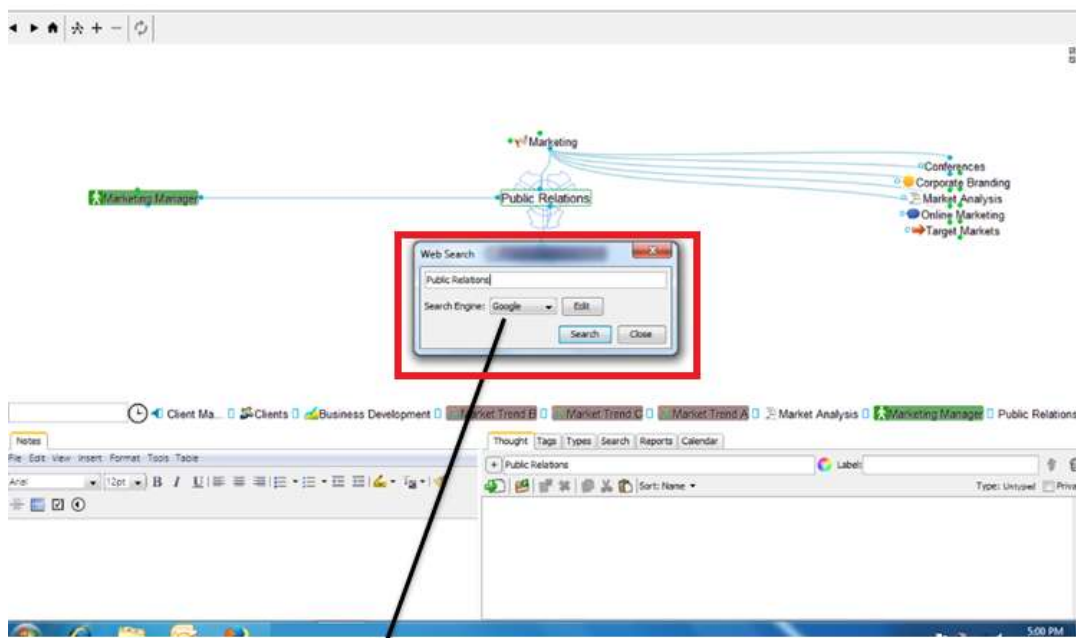 Marketing
Conferences
Corporate Branding
Marketing Manager
Public Relations
Market Analysis
Online Marketing
Target Markets
Web Search
Public Relations
Search Engine: Google Edit
Search Close
Client Ma... Clients Business Development Market Trend B Market Trend C Market Trend A Market Analysis Marketing Manager Public Relations
Notes
File Edit View Insert Format Tools Table
Arial 12pt B I U
Thought Tags Types Search Reports Calendar
Public Relations Label:
Sort: Name Type: Untyped Priva
5:00 PM